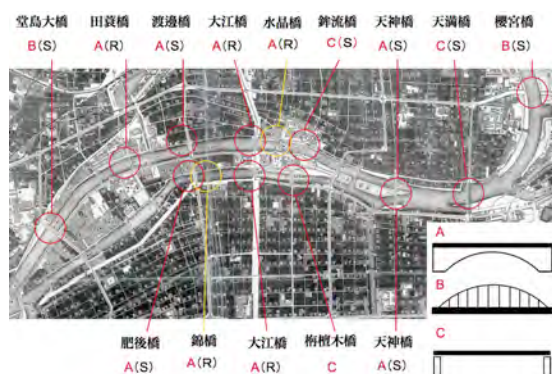 堂島大橋 田蓑橋 渡邊橋 大江橋 水晶橋 鉾流橋 天神橋 天満橋 櫻宮橋
B(S) A(R) A(S) A(R) A(R) C(S) A(S) C(S) B(S)
A
B
C
肥後橋 錦橋 大江橋 栴檀木橋 天神橋
A(S) A(R) A(R) C A(S)